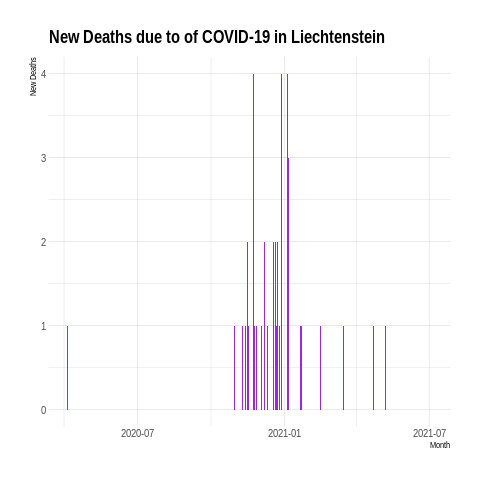 New Deaths due to of COVID-19 in Liechtenstein
New Deaths
4
3
2
1
0
2020-07
2021-01
2021-07
Month